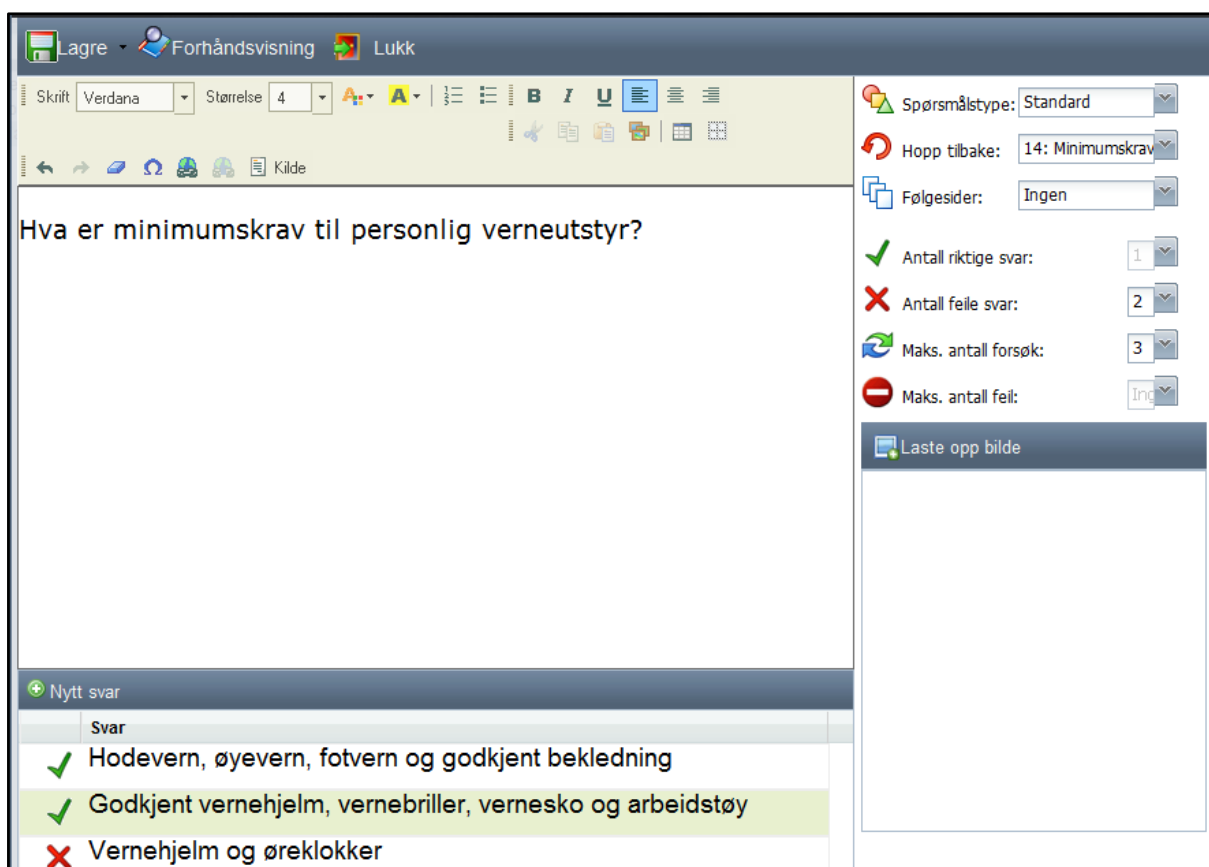 Lagre Forhåndsvisning Lukk
Skrift Verdana Størrelse 4 A A B I U
Ω Kilde
Hva er minimumskrav til personlig verneutstyr?
Spørsmålstype: Standard
Hopp tilbake: 14: Minimumskrav
Følgesider: Ingen
Antall riktige svar: 1
Antall feile svar: 2
Maks. antall forsøk: 3
Maks. antall feil: Ing
Laste opp bilde
Nytt svar
Svar
Hodevern, øyevern, fotvern og godkjent bekledning
Godkjent vernehjelm, vernebriller, vernesko og arbeidstøy
Vernehjelm og øreklokker